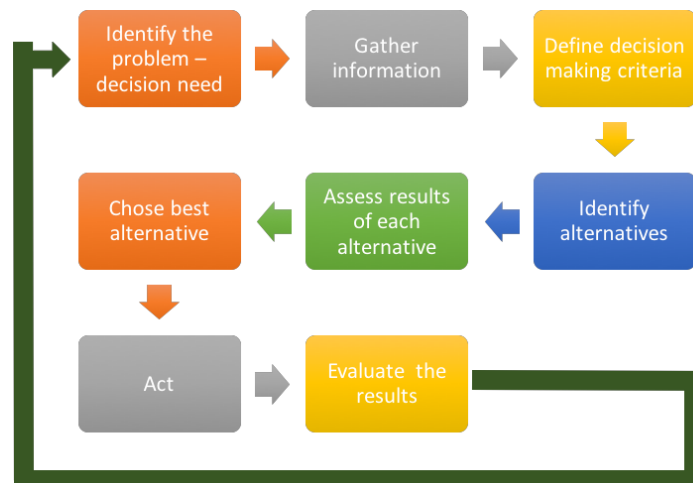 Identify the
problem –
decision need
Gather
information
Define decision
making criteria
Identify
alternatives
Assess results
of each
alternative
Chose best
alternative
Act
Evaluate the
results